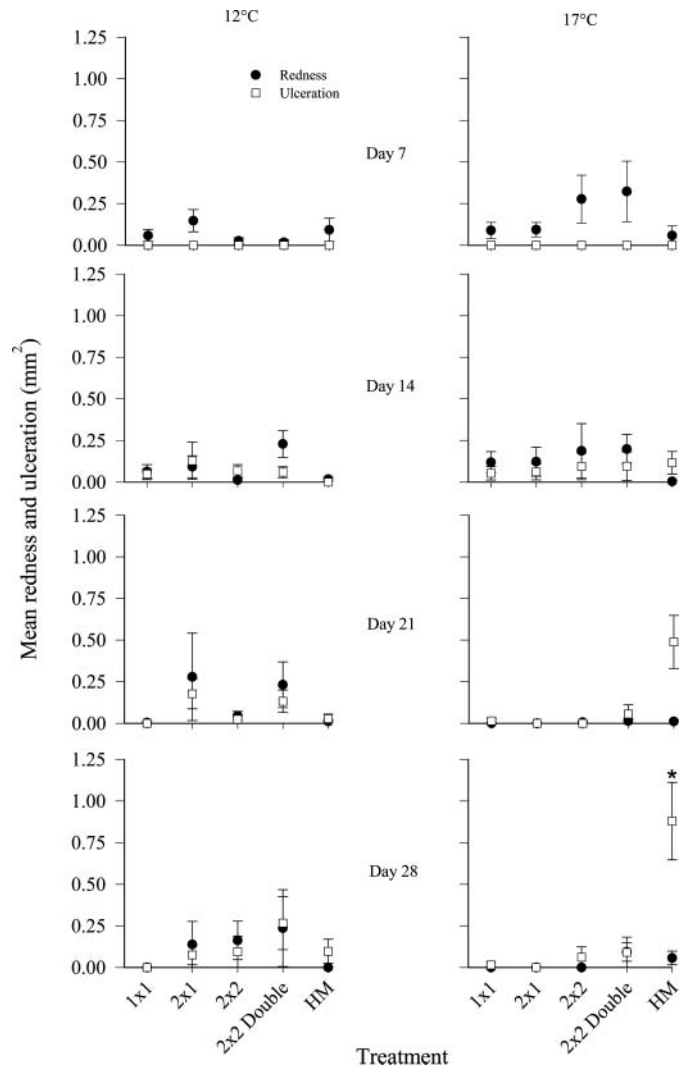 12°C
17°C
1.25
1.00
0.75
0.50
0.25
0.00
Redness
Ulceration
Day 7
1.25
1.00
0.75
0.50
0.25
0.00
Day 14
1.25
1.00
0.75
0.50
0.25
0.00
Day 21
1.25
1.00
0.75
0.50
0.25
0.00
*
Day 28
Mean redness and ulceration (mm²)
1x1
2x1
2x2
2x2 Double
HM
1x1
2x1
2x2
2x2 Double
HM
Treatment